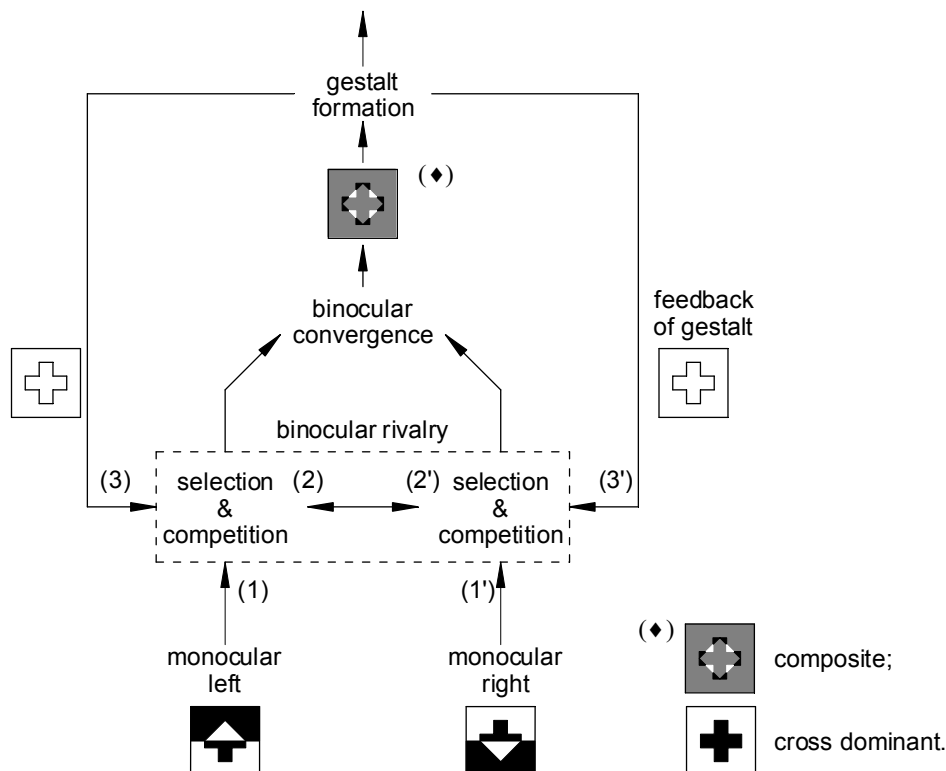 gestalt
formation
(♦)
binocular
convergence
feedback
of gestalt
binocular rivalry
(3) selection (2) (2') selection (3')
& &
competition competition
(1) (1')
monocular monocular
left right
(♦) composite;
cross dominant.